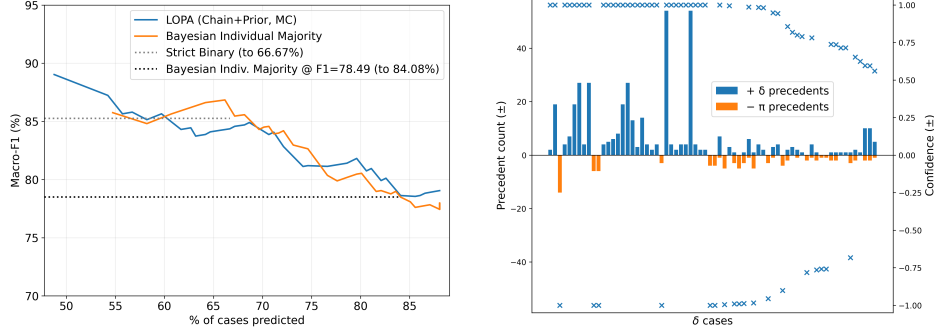 95
90
85
80
75
70
Macro-F1 (%)
LOPA (Chain+Prior, MC)
Bayesian Individual Majority
Strict Binary (to 66.67%)
Bayesian Indiv. Majority @ F1=78.49 (to 84.08%)
50
55
60
65
70
75
80
85
% of cases predicted
40
20
0
−20
−40
Precedent count (±)
+ δ precedents
− π precedents
1.00
0.75
0.50
0.25
0.00
−0.25
−0.50
−0.75
−1.00
Confidence (±)
δ cases